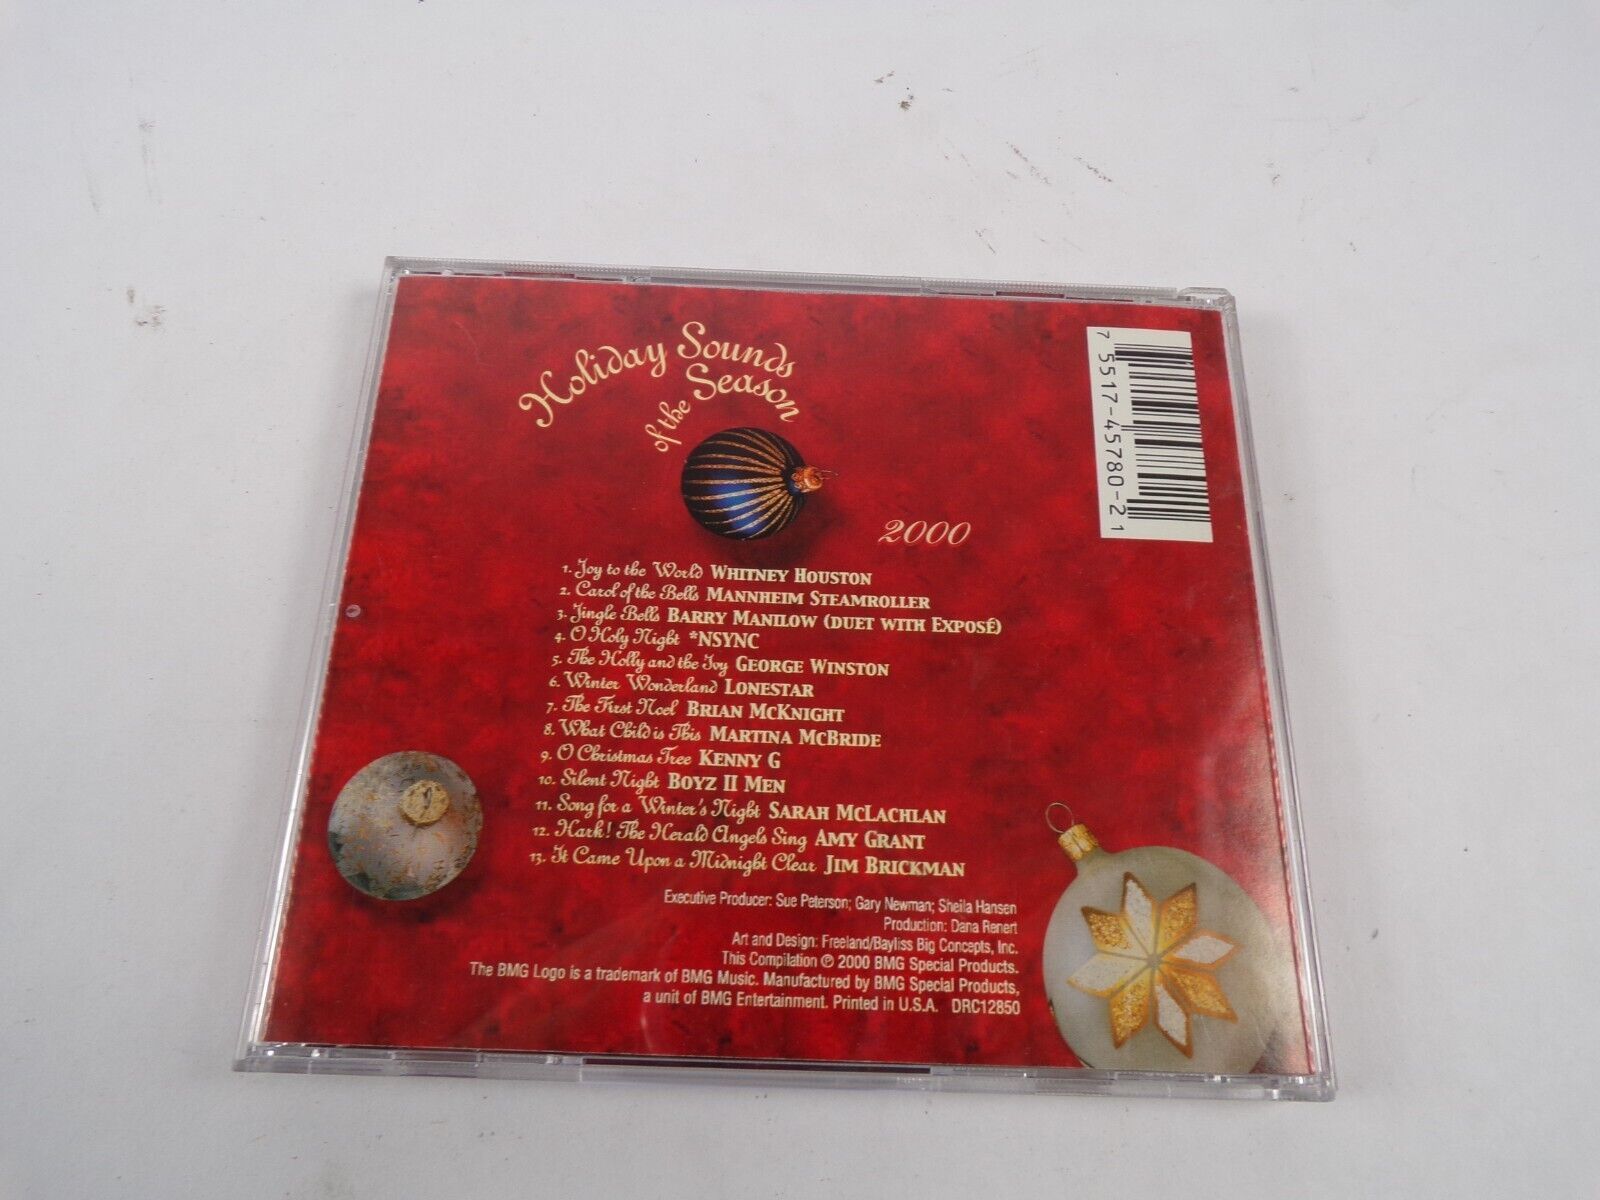 Holiday Sounds
of the Season
2000
7 55174-45780-2 1
1. Joy to the World WHITNEY HOUSTON
2. Carol of the Bells MANNHEIM STEAMROLLER
3. Jingle Bells BARRY MANILOW (DUET WITH EXPOSÉ)
4. O Holy Night *NSYNC
5. The Holly and the Ivy GEORGE WINSTON
6. Winter Wonderland LONESTAR
7. The First Noel BRIAN MCKNIGHT
8. What Child is This MARTINA MCBRIDE
9. O Christmas Tree KENNY G
10. Silent Night BOYZ II MEN
11. Song for a Winter's Night SARAH MCLACHLAN
12. Hark! The Herald Angels Sing AMY GRANT
13. It Came Upon a Midnight Clear JIM BRICKMAN
Executive Producer: Sue Peterson; Gary Newman; Sheila Hansen
Production: Dana Renert
Art and Design: Freeland/Bayliss Big Concepts, Inc.
This Compilation ℗ 2000 BMG Special Products.
The BMG Logo is a trademark of BMG Music. Manufactured by BMG Special Products,
a unit of BMG Entertainment. Printed in U.S.A. DRC12850